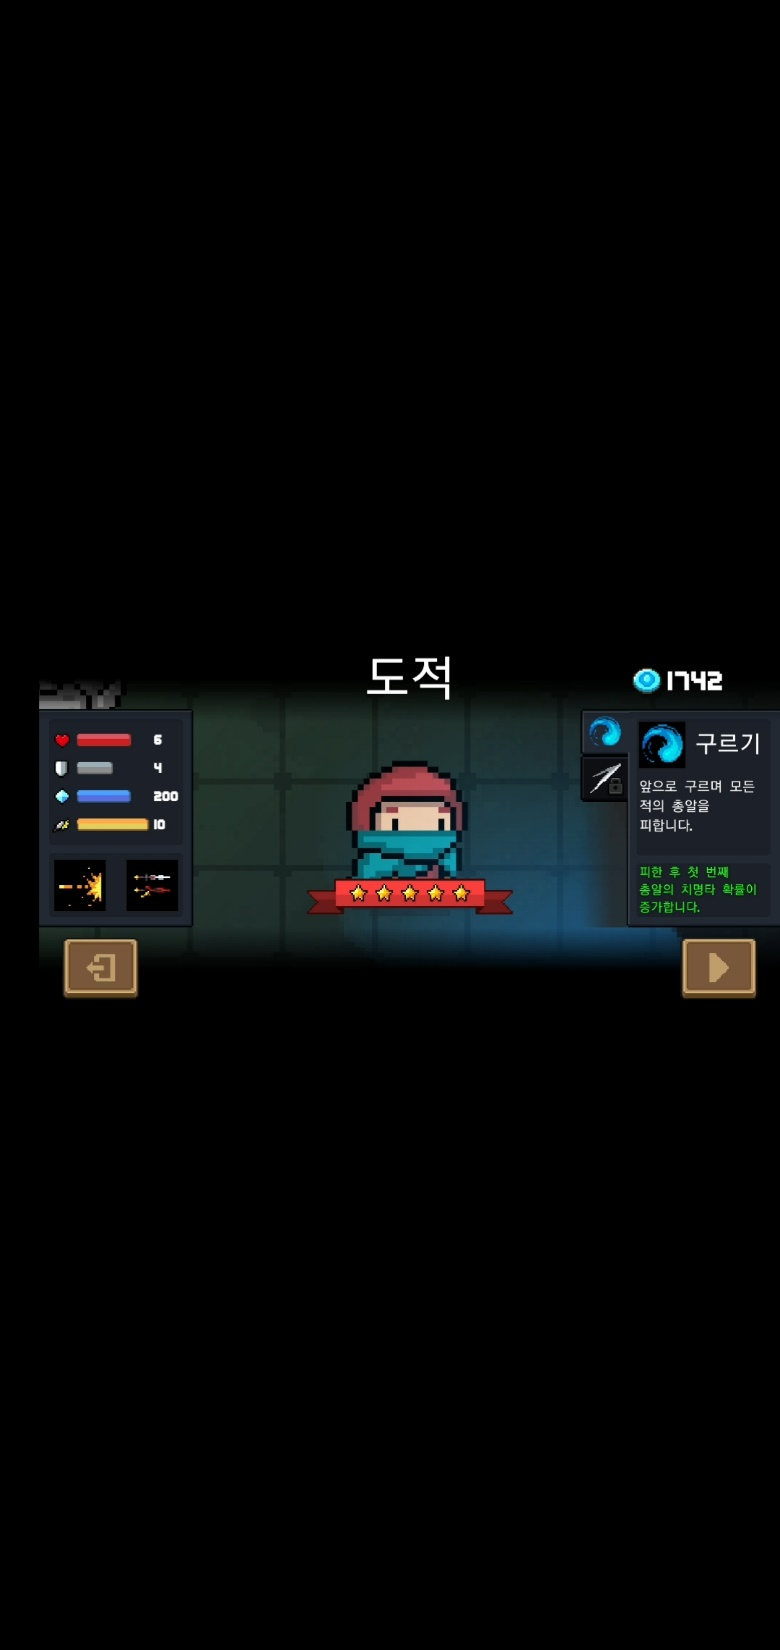 도적
1742
6
4
200
10
구르기
앞으로 구르며 모든
적의 총알을
피합니다.
피한 후 첫 번째
총알의 치명타 확률이
증가합니다.